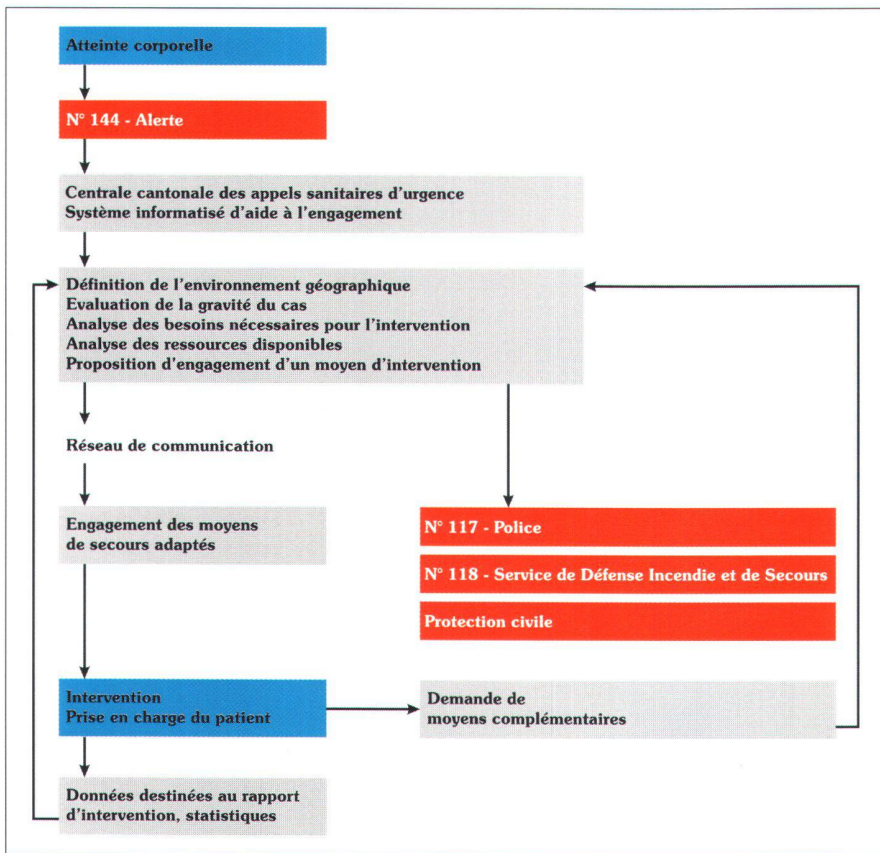 Atteinte corporelle
N° 144 - Alerte
Centrale cantonale des appels sanitaires d'urgence
Système informatisé d'aide à l'engagement
Définition de l'environnement géographique
Evaluation de la gravité du cas
Analyse des besoins nécessaires pour l'intervention
Analyse des ressources disponibles
Proposition d'engagement d'un moyen d'intervention
Réseau de communication
Engagement des moyens
de secours adaptés
N° 117 - Police
N° 118 - Service de Défense Incendie et de Secours
Protection civile
Intervention
Prise en charge du patient
Demande de
moyens complémentaires
Données destinées au rapport
d'intervention, statistiques